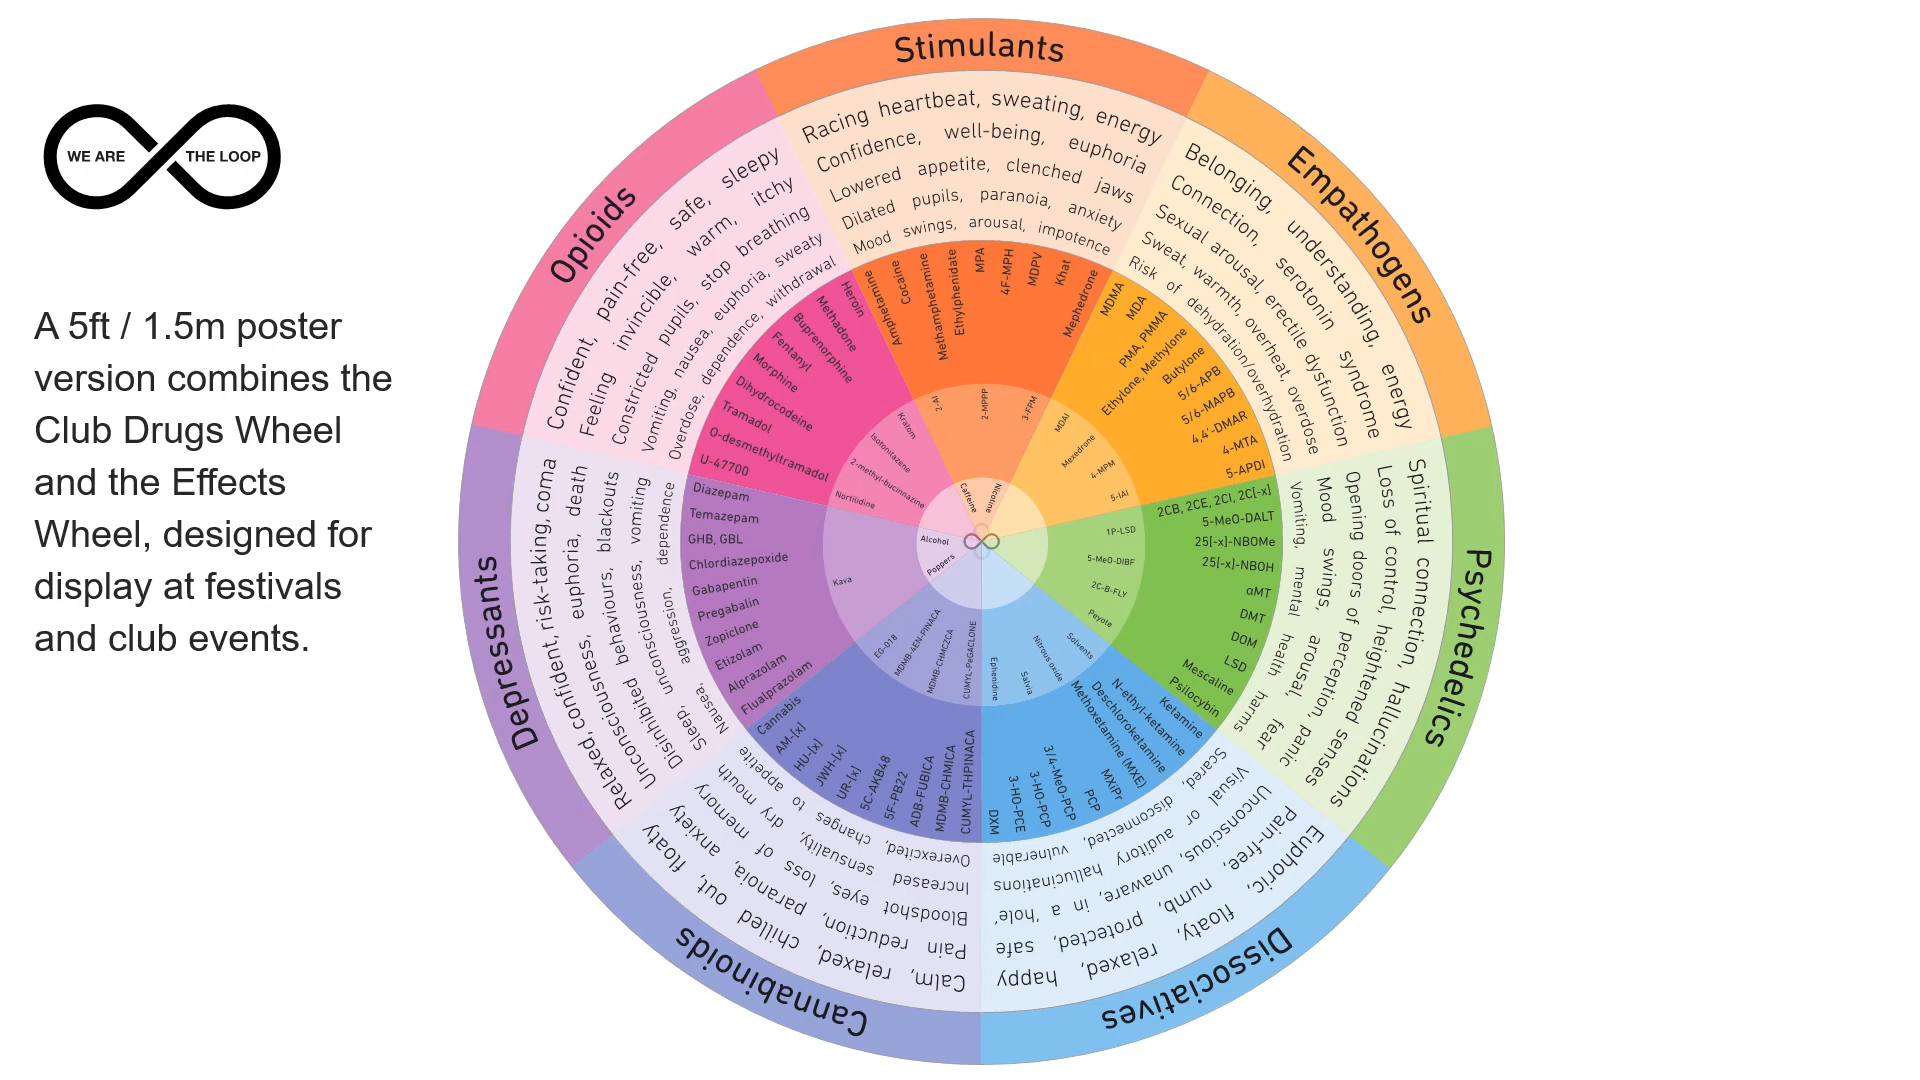 WE ARE
THE LOOP
A 5ft / 1.5m poster
version combines the
Club Drugs Wheel
and the Effects
Wheel, designed for
display at festivals
and club events.
Stimulants
Racing heartbeat, sweating, energy
Confidence, well-being, euphoria
Lowered appetite, clenched jaws
Dilated pupils, paranoia, anxiety
Mood swings, arousal, impotence
Amphetamine
Cocaine
Methamphetamine
Ethylphenidate
MPA
4F-MPH
MDPV
Khat
Mephedrone
2-AI
2-MPPP
3-FPM
Caffeine
Nicotine
Empathogens
Belonging, understanding, energy
Connection, serotonin syndrome
Sexual arousal, erectile dysfunction
Sweat, warmth, overheat, overdose
Risk of dehydration/overhydration
MDMA
MDA
PMA, PMMA
Ethylone, Methylone
Butylone
5/6-APB
5/6-MAPB
4,4'-DMAR
4-MTA
5-APDI
MDAI
Mexedrone
4-MPM
5-IAI
Psychedelics
Spiritual connection, hallucinations
Loss of control, heightened senses
Opening doors of perception, panic
Mood swings, arousal, fear
Vomiting, mental health harms
2CB, 2CE, 2CI, 2C[-x]
5-MeO-DALT
25[-x]-NBOMe
25[-x]-NBOH
αMT
DMT
DOM
LSD
Mescaline
Psilocybin
1P-LSD
5-MeO-DIBF
2C-B-FLY
Peyote
Dissociatives
Euphoric, floaty, relaxed, happy
Pain-free, numb, protected, safe
Unconscious, unaware, in a 'hole'
Visual or auditory hallucinations
Scared, disconnected, vulnerable
Ketamine
N-ethyl-ketamine
Deschloroketamine
Methoxetamine (MXE)
MXiPr
PCP
3/4-MeO-PCP
3-HO-PCP
3-HO-PCE
DXM
Solvents
Nitrous oxide
Salvia
Ephenidine
Cannabinoids
Calm, relaxed, chilled out, floaty
Pain reduction, paranoia, anxiety
Bloodshot eyes, loss of memory
Increased sensuality, dry mouth
Overexcited, changes to appetite
Cannabis
AM-[x]
HU-[x]
JWH-[x]
UR-[x]
5C-AKB48
5F-PB22
ADB-FUBICA
MDMB-CHMICA
CUMYL-THPINACA
EG-018
MDMB-4EN-PINACA
MDMB-CHMCZCA
CUMYL-PeGACLONE
Depressants
Relaxed, confident, risk-taking, coma
Unconsciousness, euphoria, death
Disinhibited behaviours, blackouts
Sleep, unconsciousness, vomiting
Nausea, aggression, dependence
Diazepam
Temazepam
GHB, GBL
Chlordiazepoxide
Gabapentin
Pregabalin
Zopiclone
Etizolam
Alprazolam
Flualprazolam
Kava
Alcohol
Poppers
Opioids
Confident, pain-free, safe, sleepy
Feeling invincible, warm, itchy
Constricted pupils, stop breathing
Vomiting, nausea, euphoria, sweaty
Overdose, dependence, withdrawal
Heroin
Methadone
Buprenorphine
Fentanyl
Morphine
Dihydrocodeine
Tramadol
O-desmethyltramadol
U-47700
Kratom
Isotonitazene
2-methyl-bucinnazine
Nortilidine